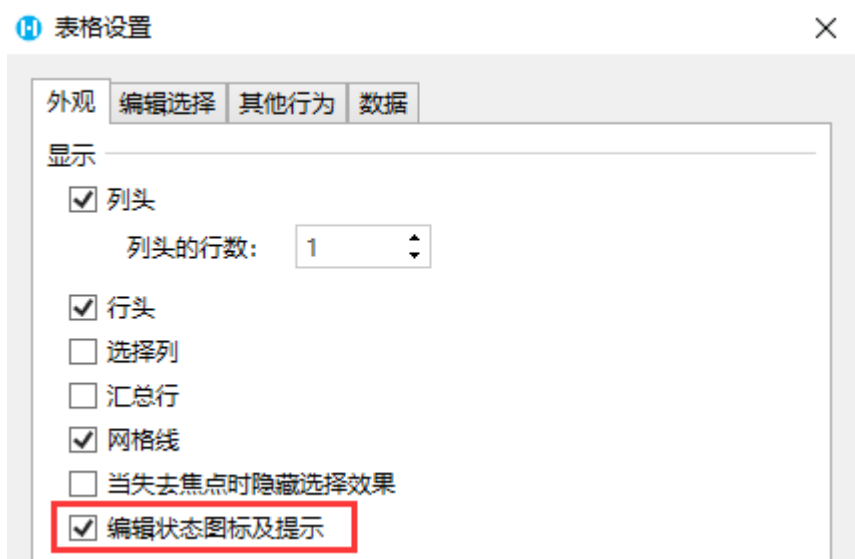 表格设置
外观 编辑选择 其他行为 数据
显示
列头
列头的行数： 1
行头
选择列
汇总行
网格线
当失去焦点时隐藏选择效果
编辑状态图标及提示